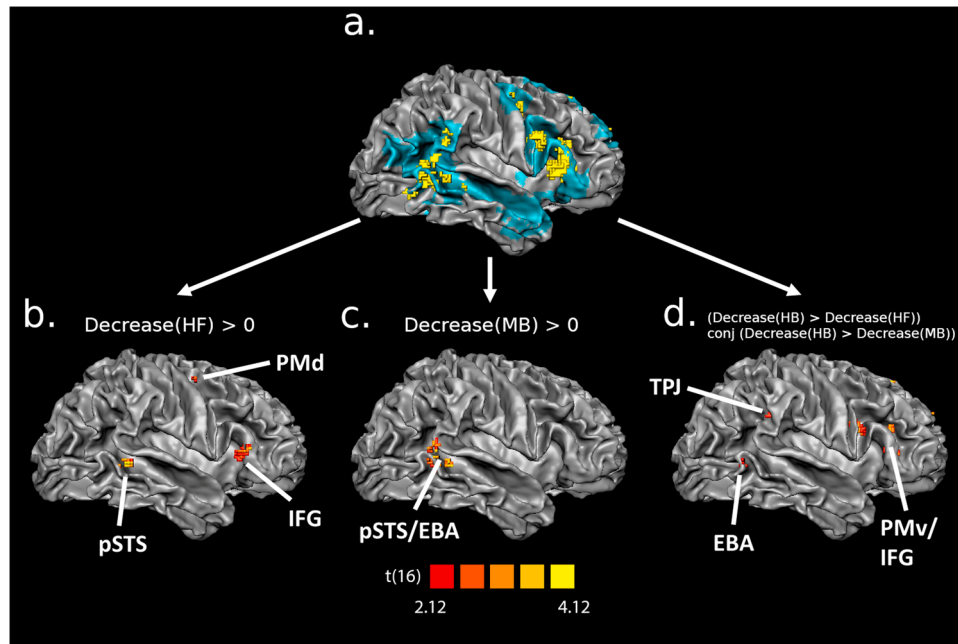 a.
b.
Decrease(HF) > 0
c.
Decrease(MB) > 0
d.
(Decrease(HB) > Decrease(HF))
conj (Decrease(HB) > Decrease(MB))
PMd
IFG
pSTS
pSTS/EBA
TPJ
EBA
PMv/
IFG
t(16)
2.12
4.12